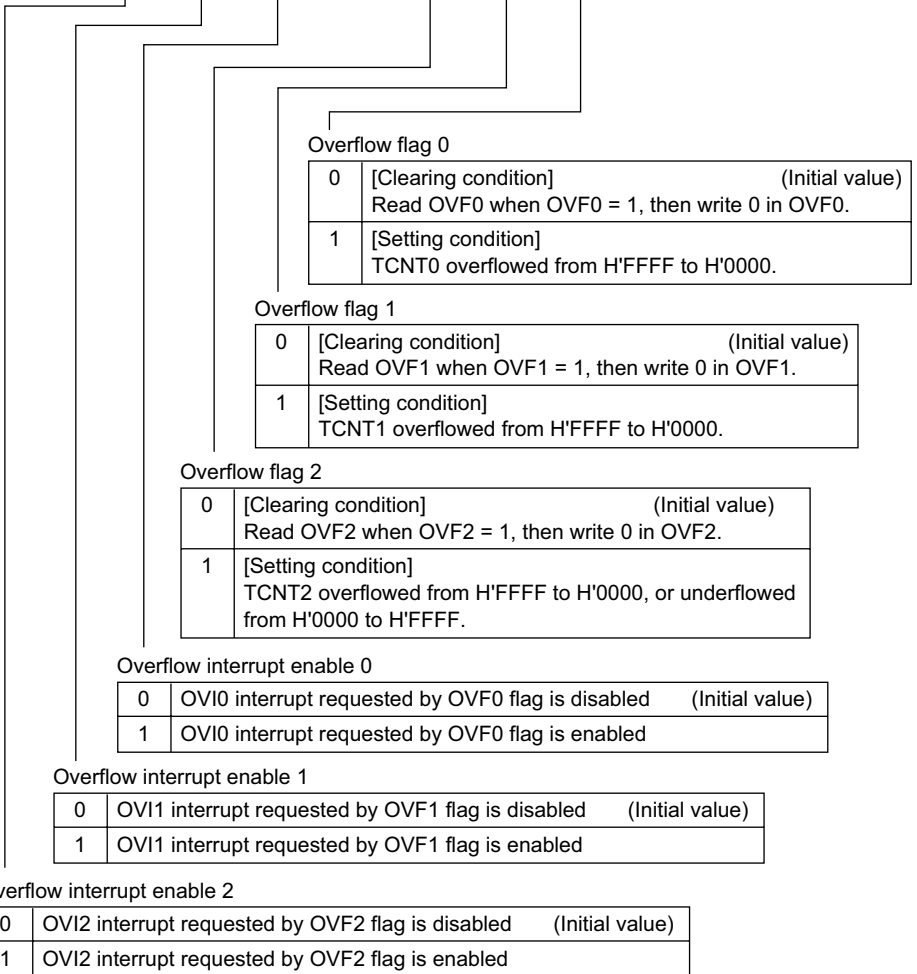 Overflow flag 0
0 [Clearing condition] (Initial value)
Read OVF0 when OVF0 = 1, then write 0 in OVF0.
1 [Setting condition]
TCNT0 overflowed from H'FFFF to H'0000.
Overflow flag 1
0 [Clearing condition] (Initial value)
Read OVF1 when OVF1 = 1, then write 0 in OVF1.
1 [Setting condition]
TCNT1 overflowed from H'FFFF to H'0000.
Overflow flag 2
0 [Clearing condition] (Initial value)
Read OVF2 when OVF2 = 1, then write 0 in OVF2.
1 [Setting condition]
TCNT2 overflowed from H'FFFF to H'0000, or underflowed
from H'0000 to H'FFFF.
Overflow interrupt enable 0
0 OVI0 interrupt requested by OVF0 flag is disabled (Initial value)
1 OVI0 interrupt requested by OVF0 flag is enabled
Overflow interrupt enable 1
0 OVI1 interrupt requested by OVF1 flag is disabled (Initial value)
1 OVI1 interrupt requested by OVF1 flag is enabled
verflow interrupt enable 2
0 OVI2 interrupt requested by OVF2 flag is disabled (Initial value)
1 OVI2 interrupt requested by OVF2 flag is enabled